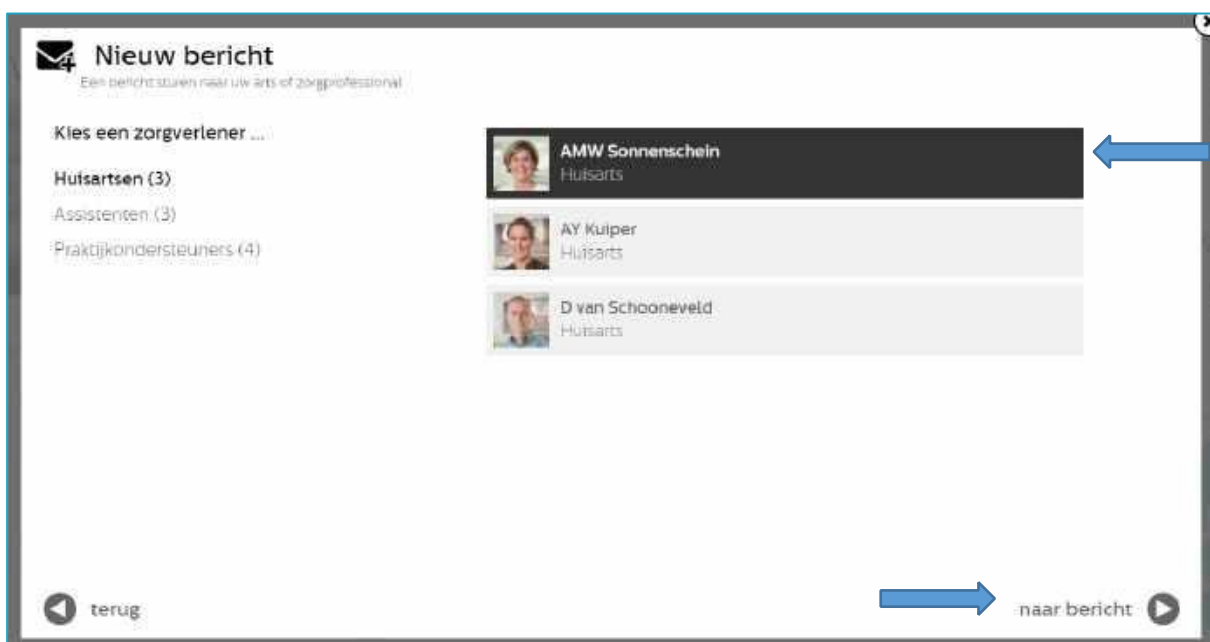 Nieuw bericht
Een bericht sturen naar uw arts of zorgprofessional
Kies een zorgverlener ...
Huisartsen (3)
Assistenten (3)
Praktijkondersteuners (4)
AMW Sonnenschein
Huisarts
AY Kuiper
Huisarts
D van Schooneveld
Huisarts
terug
naar bericht